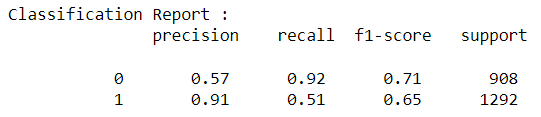 Classification Report :
precision recall f1-score support
0 0.57 0.92 0.71 908
1 0.91 0.51 0.65 1292